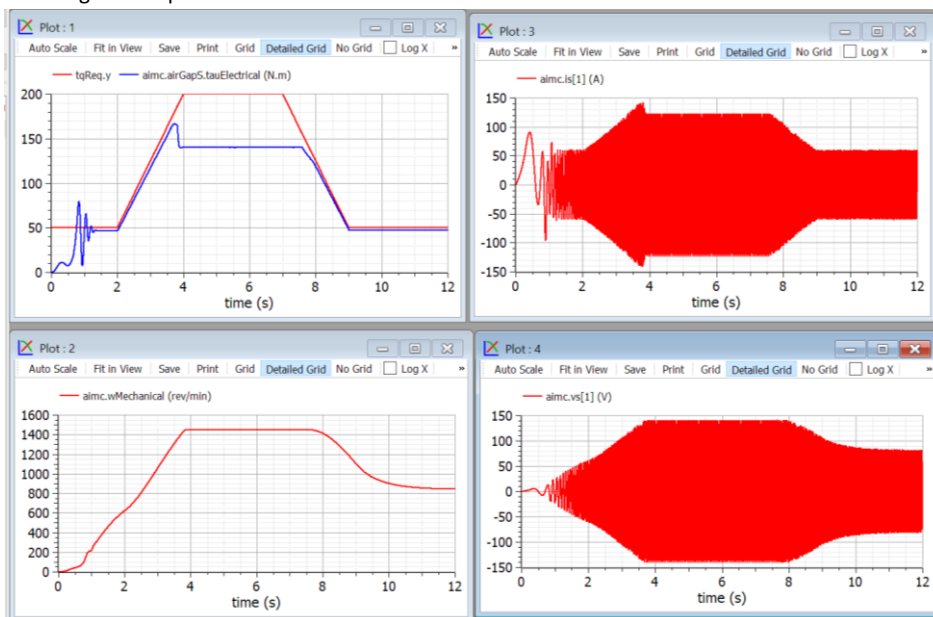 Plot : 1
Auto Scale Fit in View Save Print Grid Detailed Grid No Grid Log X »
tqReq.y aimc.airGapS.tauElectrical (N.m)
200
150
100
50
0
0 2 4 6 8 10 12
time (s)
Plot : 3
Auto Scale Fit in View Save Print Grid Detailed Grid No Grid Log X »
aimc.is[1] (A)
150
100
50
0
-50
-100
-150
0 2 4 6 8 10 12
time (s)
Plot : 2
Auto Scale Fit in View Save Print Grid Detailed Grid No Grid Log X »
aimc.wMechanical (rev/min)
1600
1400
1200
1000
800
600
400
200
0
0 2 4 6 8 10 12
time (s)
Plot : 4
Auto Scale Fit in View Save Print Grid Detailed Grid No Grid Log X »
aimc.vs[1] (V)
150
100
50
0
-50
-100
-150
0 2 4 6 8 10 12
time (s)